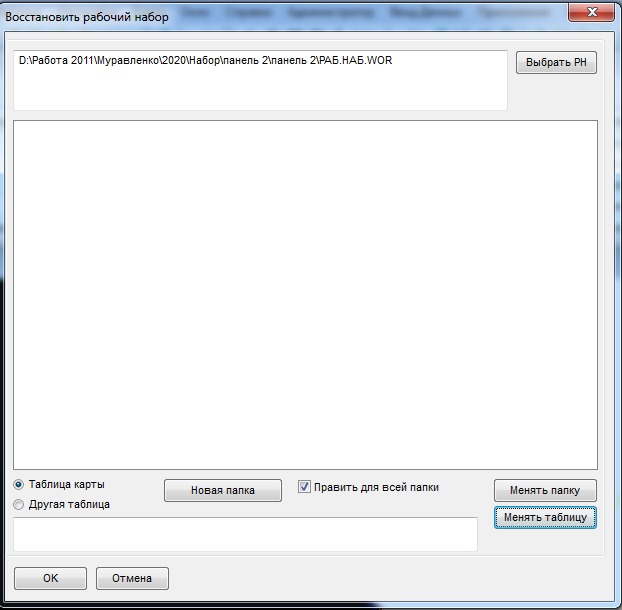 Восстановить рабочий набор
D:\Работа 2011\Муравленко\2020\Набор\панель 2\панель 2\РАБ.НАБ.WOR
Выбрать РН
Таблица карты
Другая таблица
Новая папка
Править для всей папки
Менять папку
Менять таблицу
OK
Отмена